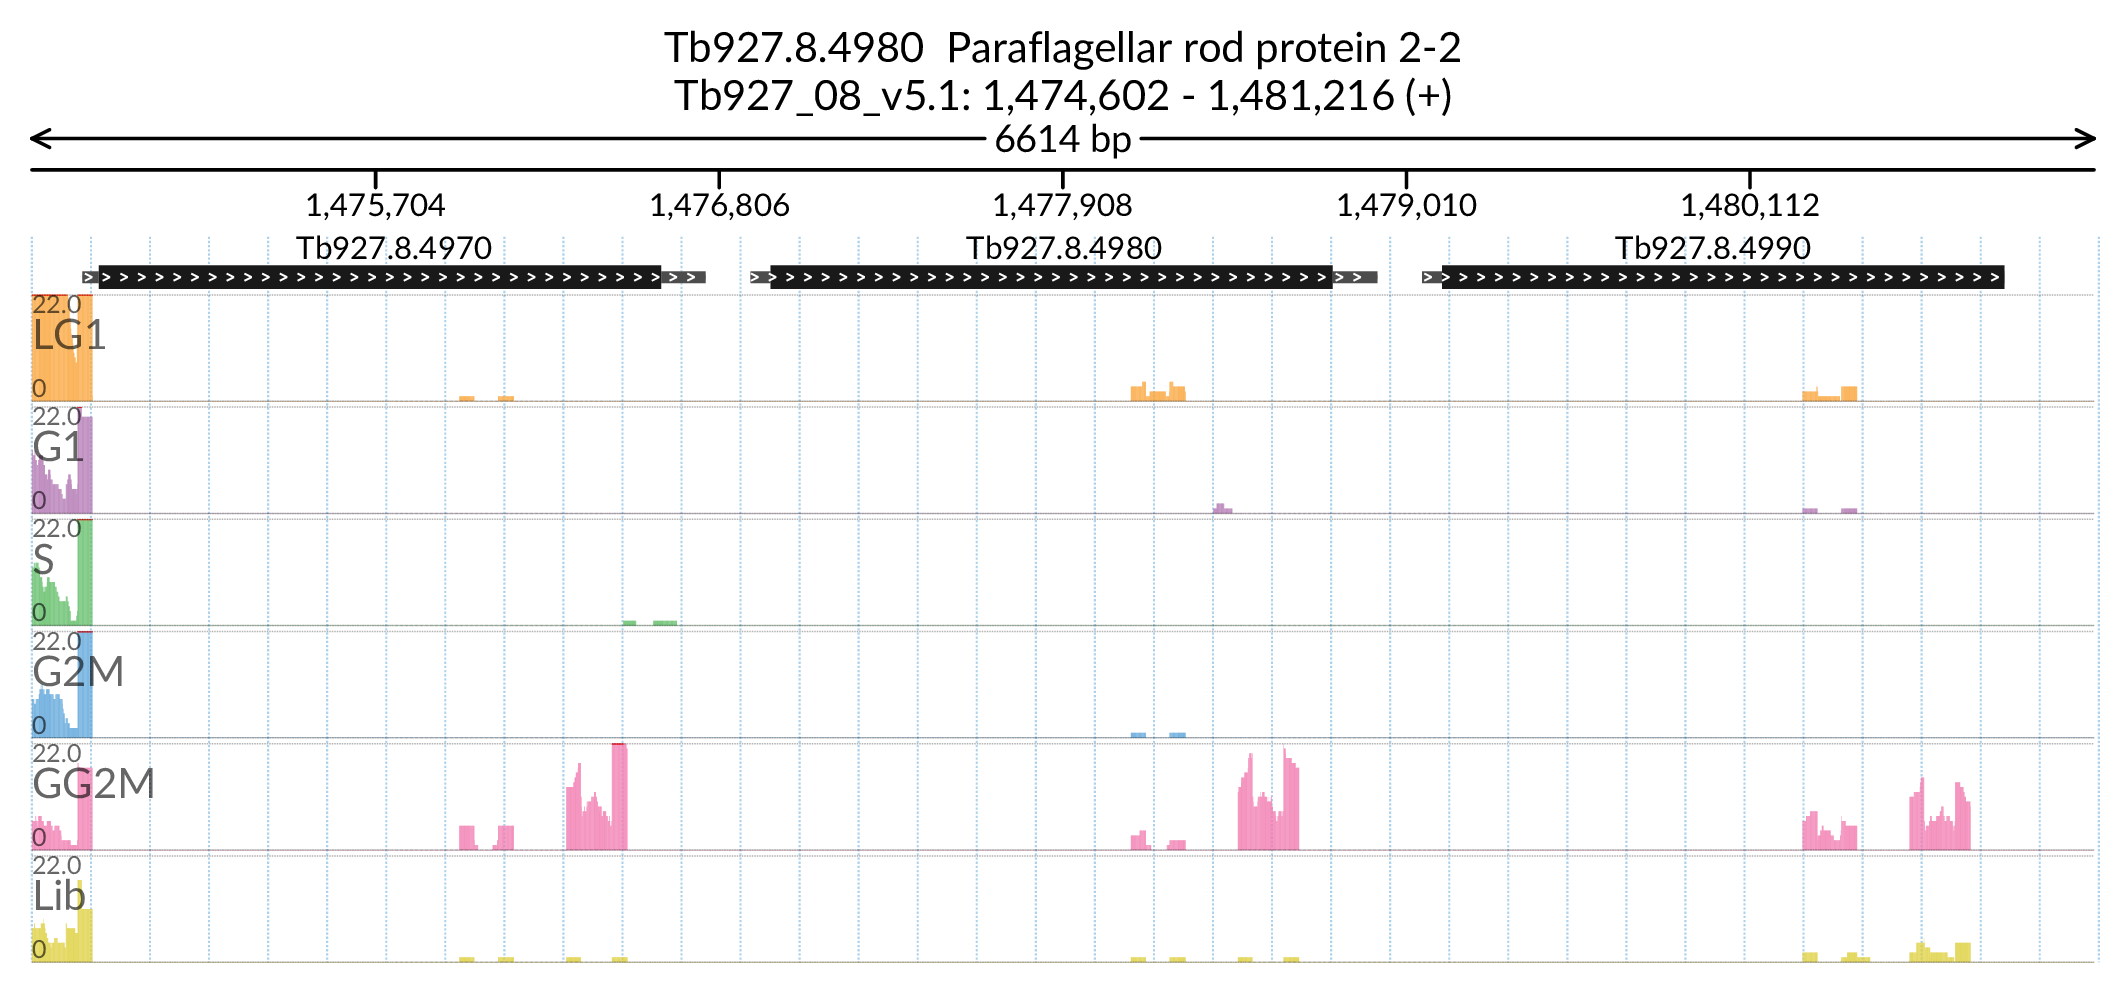 Tb927.8.4980 Paraflagellar rod protein 2-2
Tb927_08_v5.1: 1,474,602 - 1,481,216 (+)
6614 bp
1,475,704 1,476,806 1,477,908 1,479,010 1,480,112
Tb927.8.4970 Tb927.8.4980 Tb927.8.4990
22.0
LG1
0
22.0
G1
0
22.0
S
0
22.0
G2M
0
22.0
GG2M
0
22.0
Lib
0